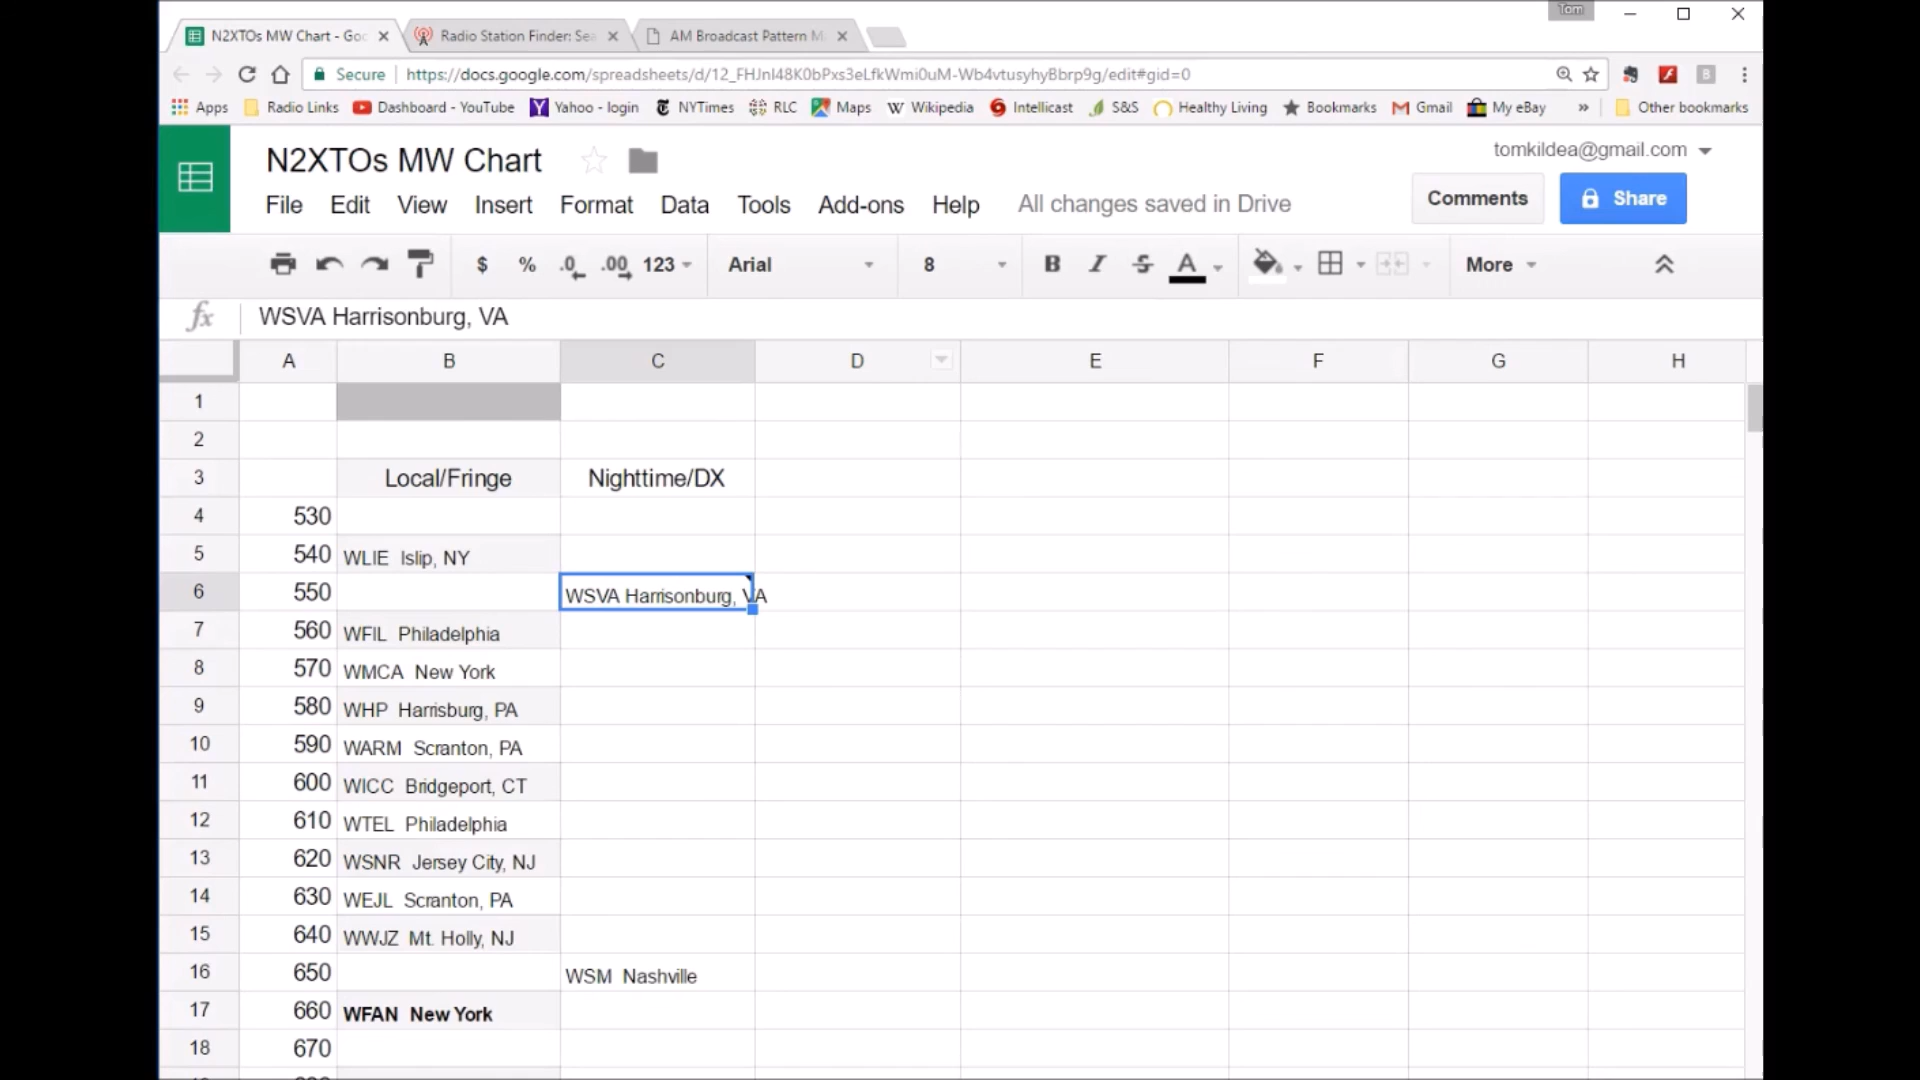 Tom
N2XTOs MW Chart - Goo
Radio Station Finder: Sea
AM Broadcast Pattern M
Secure https://docs.google.com/spreadsheets/d/12_FHJnI48K0bPxs3eLfkWmi0uM-Wb4vtusyhyBbrp9g/edit#gid=0
Apps Radio Links Dashboard - YouTube Yahoo - login NYTimes RLC Maps Wikipedia Intellicast S&S Healthy Living Bookmarks Gmail My eBay » Other bookmarks
N2XTOs MW Chart
tomkildea@gmail.com
File Edit View Insert Format Data Tools Add-ons Help All changes saved in Drive
Comments Share
$ % .0 .00 123 Arial 8 B I S A More
fx WSVA Harrisonburg, VA
A B C D E F G H
1
2
3 Local/Fringe Nighttime/DX
4 530
5 540 WLIE Islip, NY
6 550 WSVA Harrisonburg, VA
7 560 WFIL Philadelphia
8 570 WMCA New York
9 580 WHP Harrisburg, PA
10 590 WARM Scranton, PA
11 600 WICC Bridgeport, CT
12 610 WTEL Philadelphia
13 620 WSNR Jersey City, NJ
14 630 WEJL Scranton, PA
15 640 WWJZ Mt. Holly, NJ
16 650 WSM Nashville
17 660 WFAN New York
18 670